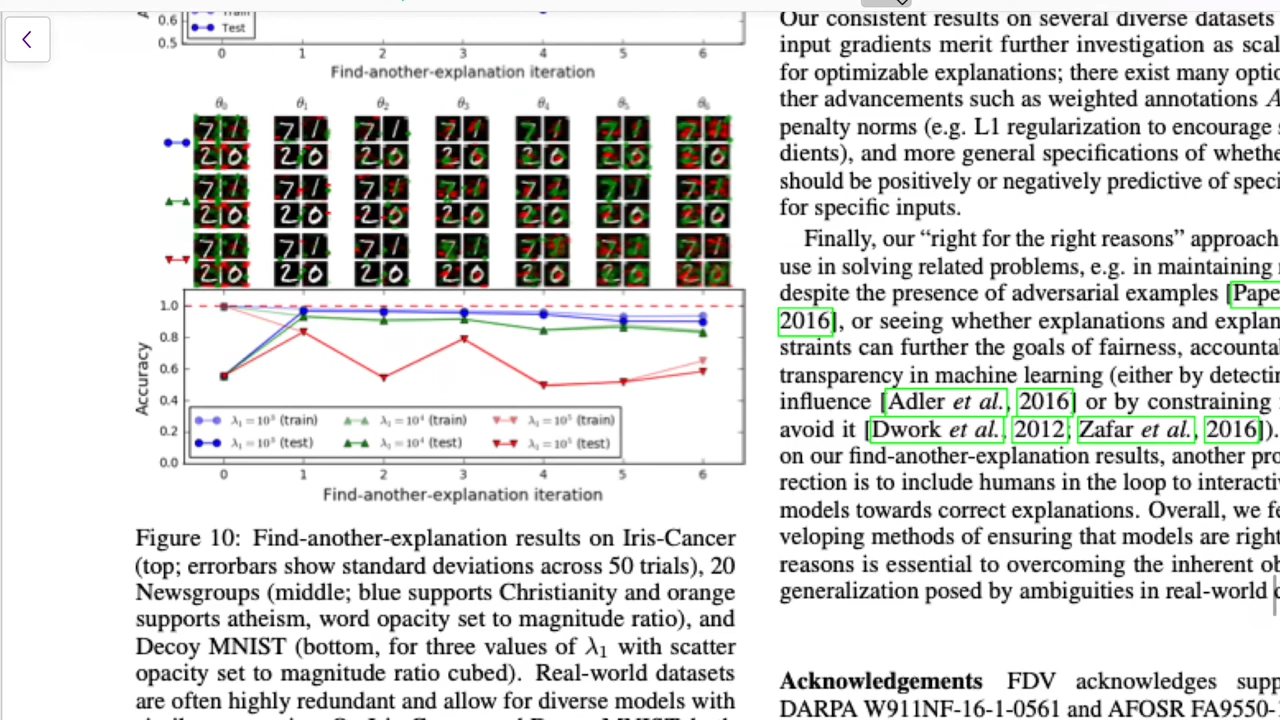 0.6
Train
Test
0.5
0 1 2 3 4 5 6
Find-another-explanation iteration
θ0 θ1 θ2 θ3 θ4 θ5 θ6
1.0
0.8
0.6
0.4
0.2
0.0
Accuracy
λ1 = 10³ (train) λ1 = 10⁴ (train) λ1 = 10⁵ (train)
λ1 = 10³ (test) λ1 = 10⁴ (test) λ1 = 10⁵ (test)
0 1 2 3 4 5 6
Find-another-explanation iteration
Figure 10: Find-another-explanation results on Iris-Cancer
(top; errorbars show standard deviations across 50 trials), 20
Newsgroups (middle; blue supports Christianity and orange
supports atheism, word opacity set to magnitude ratio), and
Decoy MNIST (bottom, for three values of λ1 with scatter
opacity set to magnitude ratio cubed). Real-world datasets
are often highly redundant and allow for diverse models with
Our consistent results on several diverse datasets
input gradients merit further investigation as scal
for optimizable explanations; there exist many optio
ther advancements such as weighted annotations A
penalty norms (e.g. L1 regularization to encourage
dients), and more general specifications of whethe
should be positively or negatively predictive of speci
for specific inputs.
Finally, our “right for the right reasons” approach
use in solving related problems, e.g. in maintaining
despite the presence of adversarial examples [Pape
2016], or seeing whether explanations and explan
straints can further the goals of fairness, accounta
transparency in machine learning (either by detectin
influence [Adler et al., 2016] or by constraining
avoid it [Dwork et al., 2012; Zafar et al., 2016]).
on our find-another-explanation results, another pro
rection is to include humans in the loop to interacti
models towards correct explanations. Overall, we fe
veloping methods of ensuring that models are right
reasons is essential to overcoming the inherent ob
generalization posed by ambiguities in real-world
Acknowledgements FDV acknowledges supp
DARPA W911NF-16-1-0561 and AFOSR FA9550-